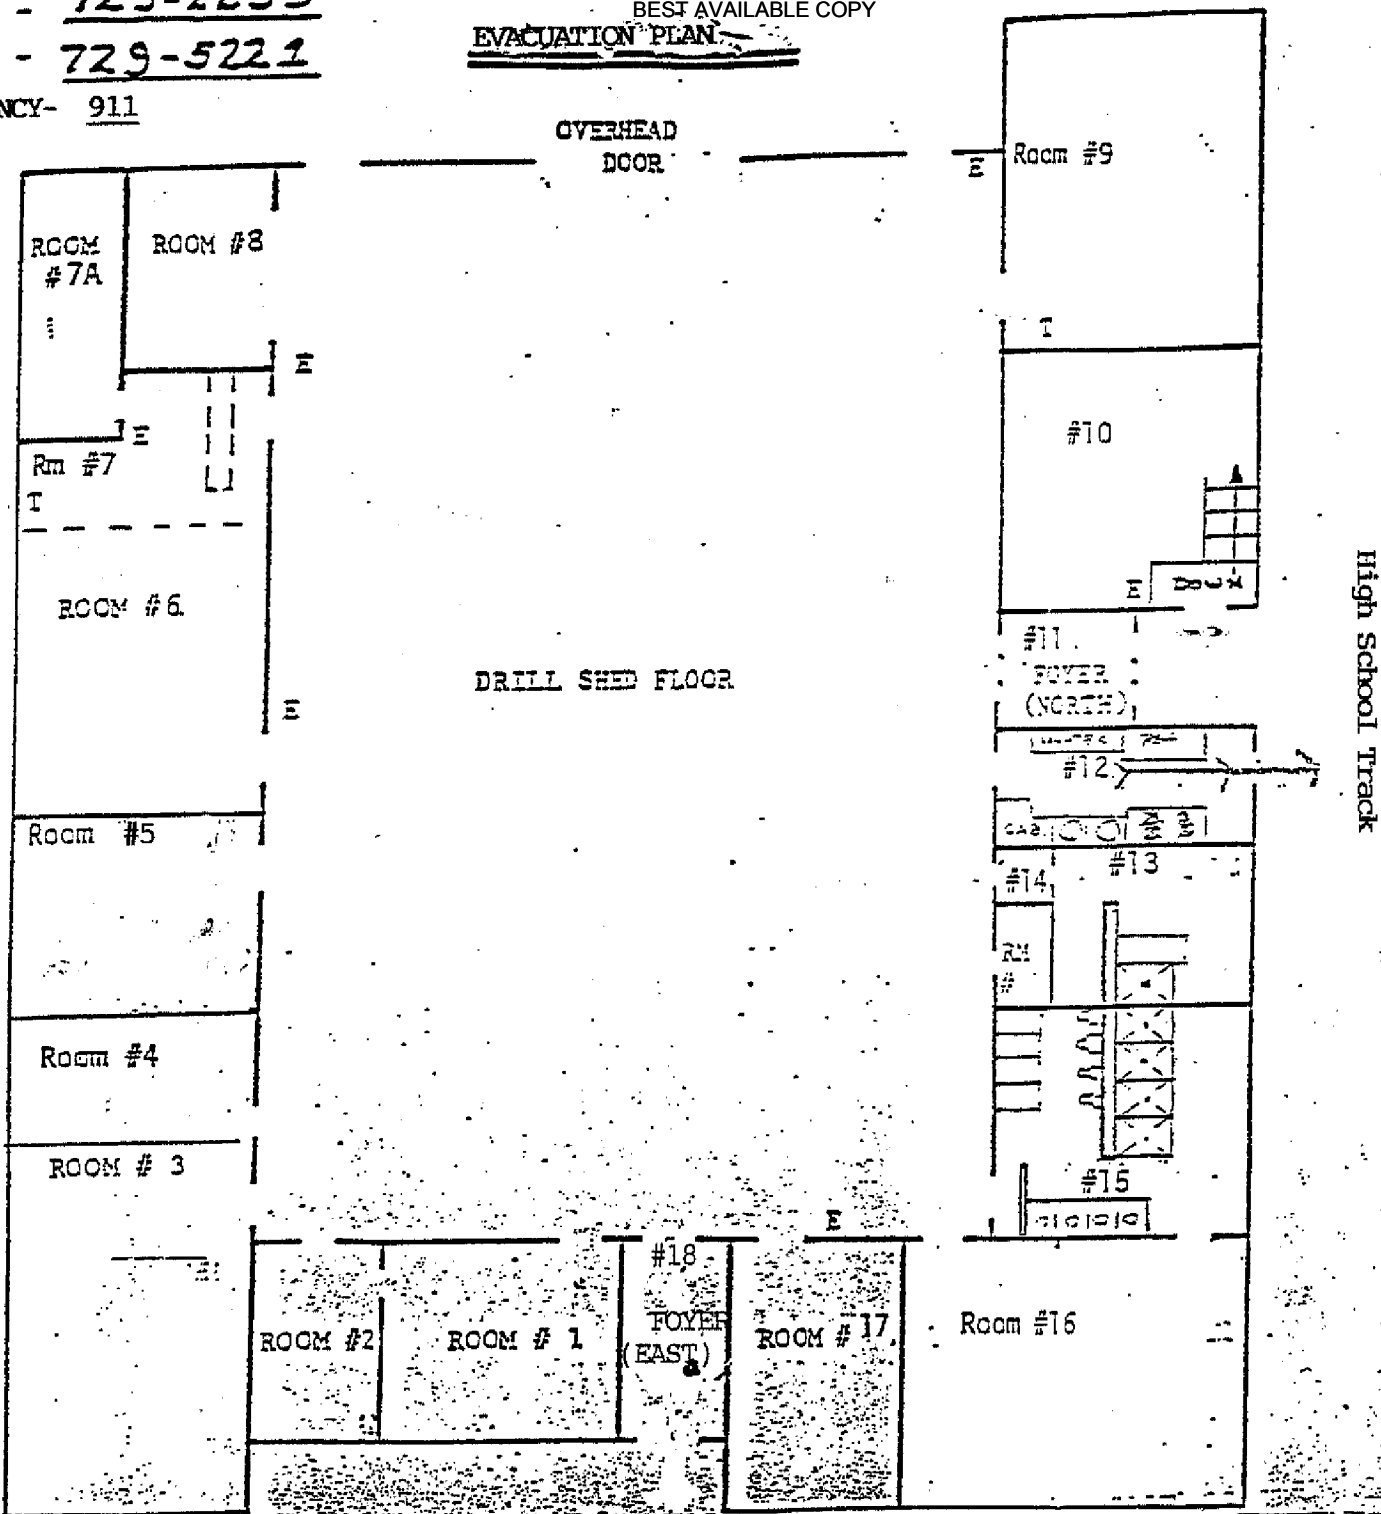 BEST AVAILABLE COPY
EVACUATION PLAN
- 729-5221
NCY- 911
OVERHEAD
DOOR
E
Room #9
ROOM
#7A
ROOM #8
T
E
E
#10
Rm #7
T
ROOM #6
E
#11
FOYER
(NORTH)
DRILL SHED FLOOR
E
High School Track
#12
Room #5
CAB.
#13
#14
RM
#
Room #4
ROOM # 3
#15
E
#18
ROOM #2
ROOM # 1
FOYER
(EAST)
ROOM #17
Room #16